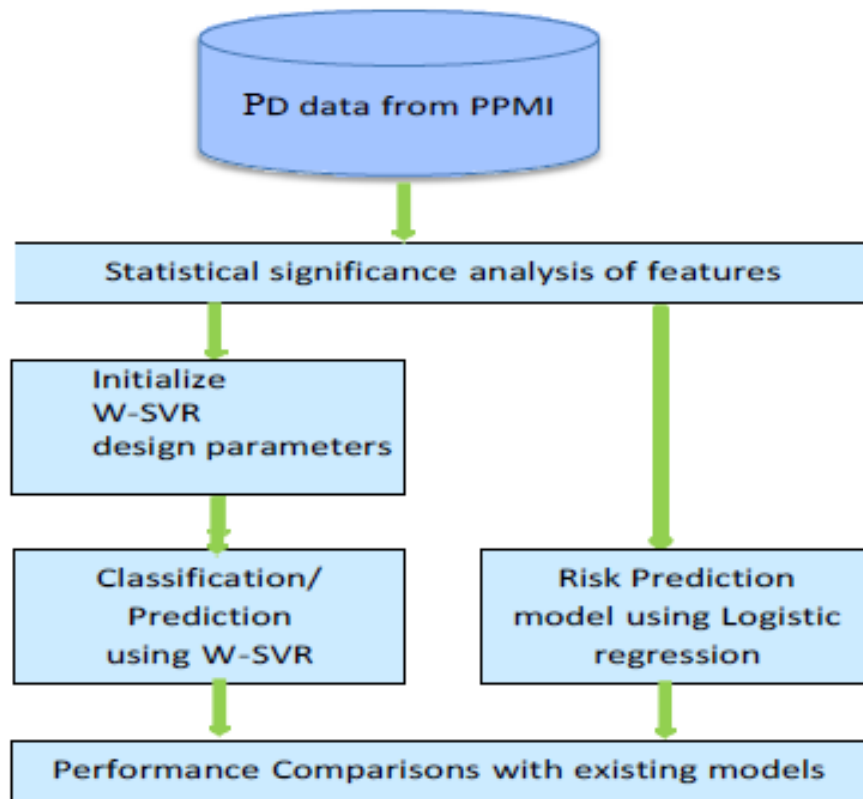 PD data from PPMI
Statistical significance analysis of features
Initialize
W-SVR
design parameters
Classification/
Prediction
using W-SVR
Risk Prediction
model using Logistic
regression
Performance Comparisons with existing models